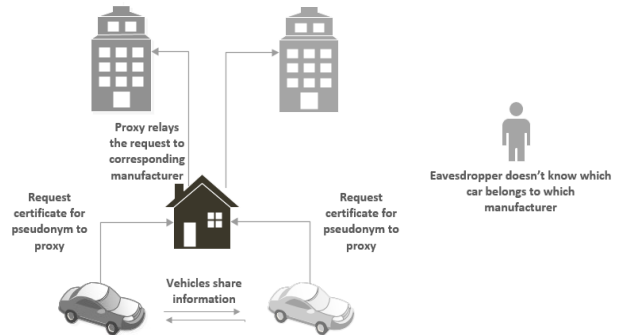 Proxy relays
the request to
corresponding
manufacturer
Eavesdropper doesn't know which
car belongs to which
manufacturer
Request
certificate for
pseudonym to
proxy
Request
certificate for
pseudonym to
proxy
Vehicles share
information